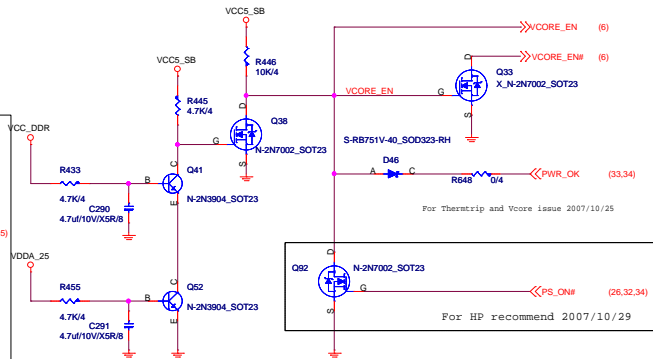 VCC5_SB
VCORE_EN (6)
VCORE_EN# (6)
R446
10K/4
VCC5_SB
D
Q33
X_N-2N7002_SOT23
VCORE_EN
G
S
R445
4.7K/4
D
Q38
G
N-2N7002_SOT23
S
VCC_DDR
S-RB751V-40_SOD323-RH
D46
A
C
R648
0/4
PWR_OK (33,34)
R433
4.7K/4
C
Q41
B
E
N-2N3904_SOT23
C290
4.7uf/10V/X5R/8
For Thermtrip and Vcore issue 2007/10/25
5)
VDDA_25
D
Q92
N-2N7002_SOT23
G
S
PS_ON# (26,32,34)
For HP recommend 2007/10/29
R455
4.7K/4
C
Q52
B
E
N-2N3904_SOT23
C291
4.7uf/10V/X5R/8